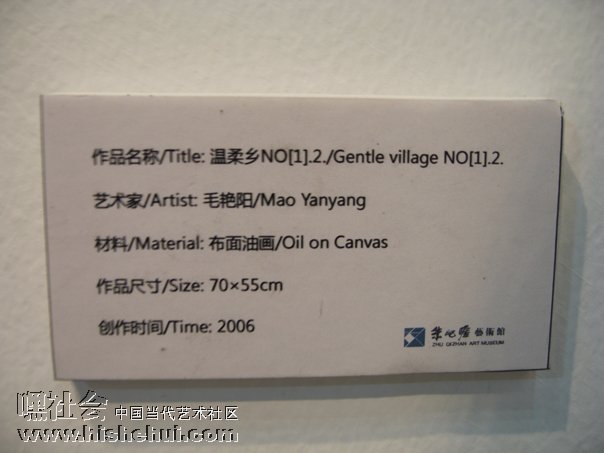 作品名称/Title: 温柔乡NO[1].2./Gentle village NO[1].2.
艺术家/Artist: 毛艳阳/Mao Yanyang
材料/Material: 布面油画/Oil on Canvas
作品尺寸/Size: 70×55cm
创作时间/Time: 2006
朱屺瞻藝術館
ZHU QIZHAN ART MUSEUM
嘿社会 中国当代艺术社区
www.hishehui.com